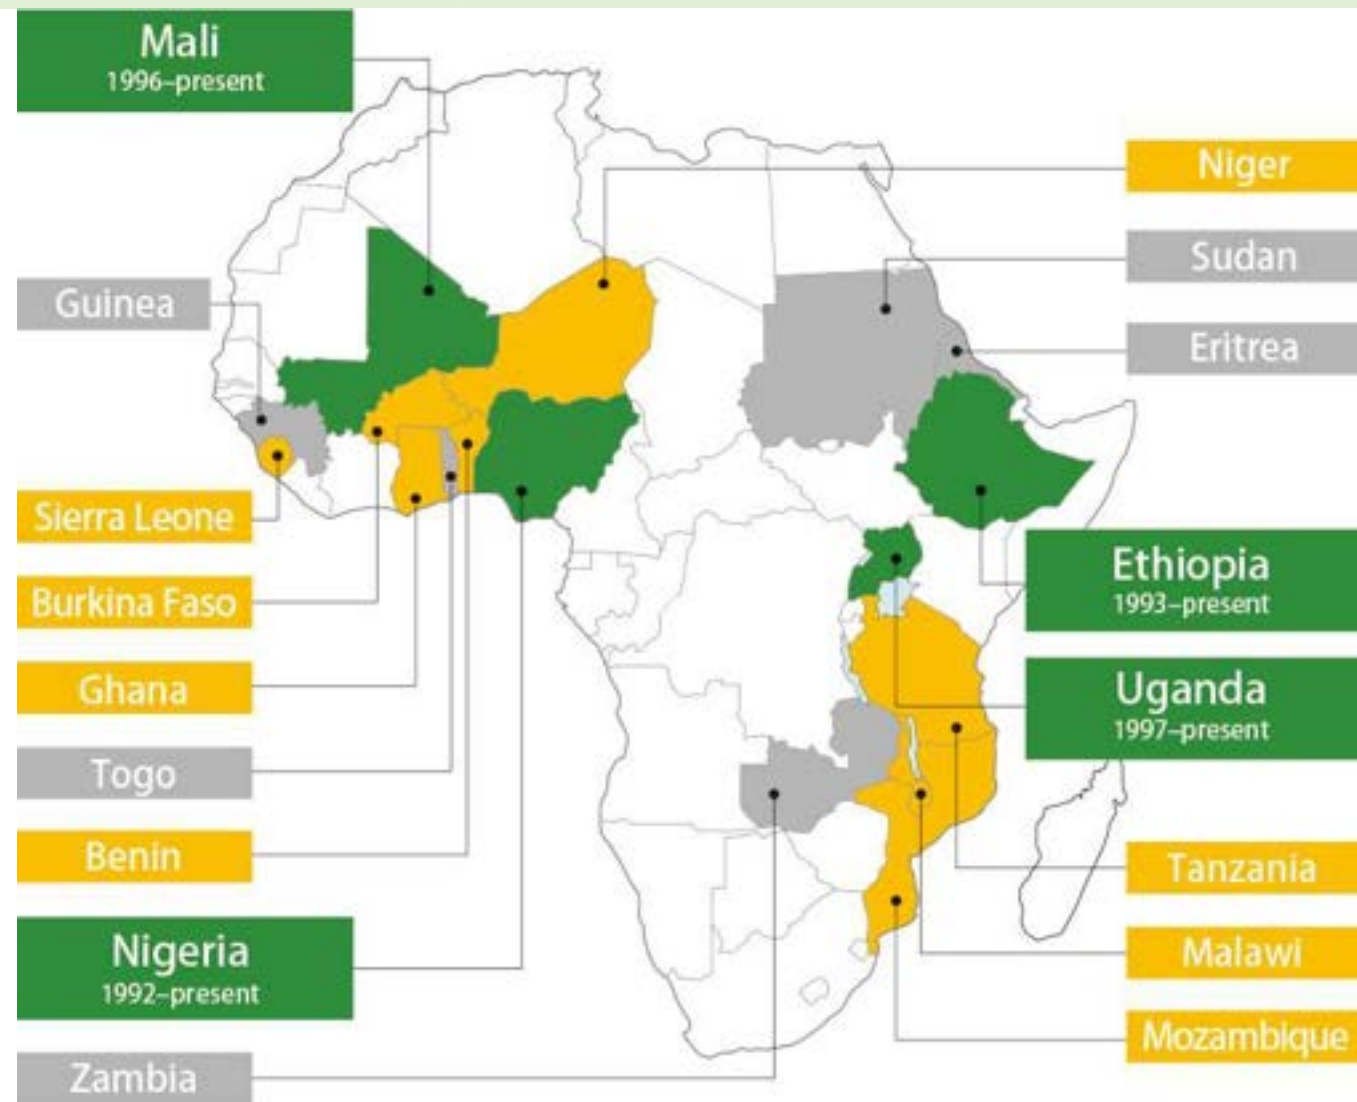 Mali
1996–present
Niger
Sudan
Guinea
Eritrea
Sierra Leone
Burkina Faso
Ethiopia
1993–present
Ghana
Uganda
1997–present
Togo
Benin
Tanzania
Nigeria
1992–present
Malawi
Mozambique
Zambia